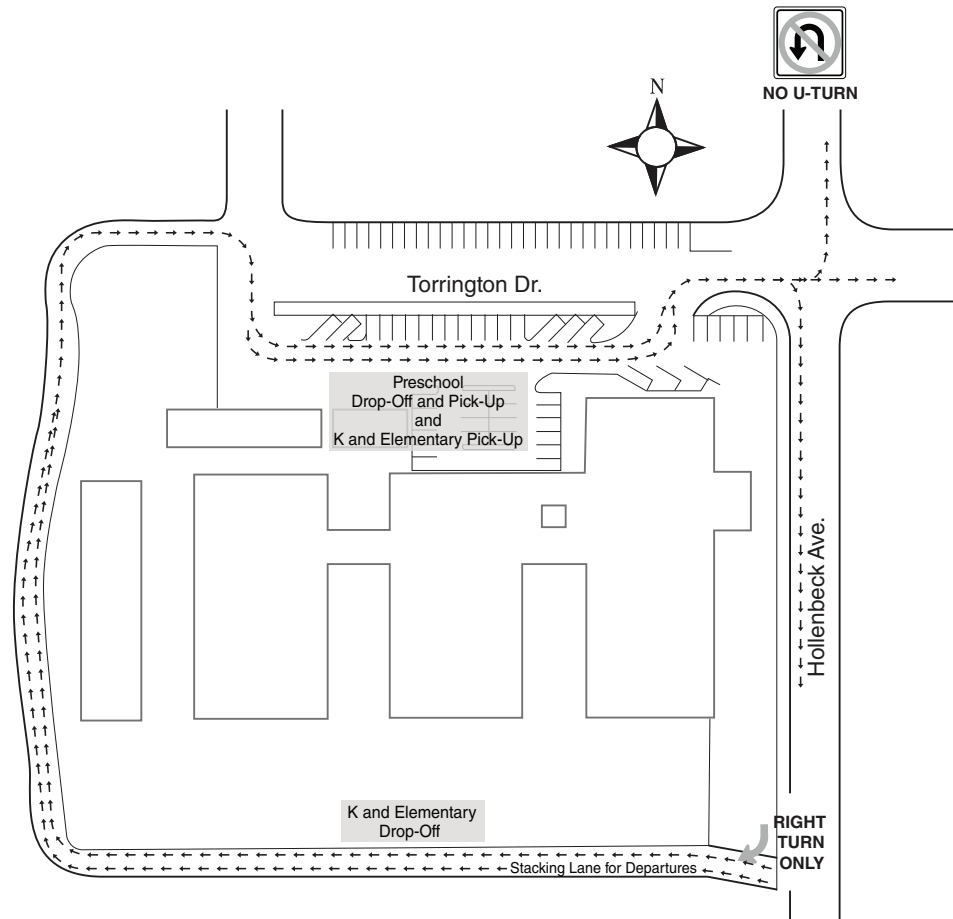 NO U-TURN
N
Torrington Dr.
Preschool
Drop-Off and Pick-Up
and
K and Elementary Pick-Up
Hollenbeck Ave.
K and Elementary
Drop-Off
RIGHT
TURN
ONLY
Stacking Lane for Departures